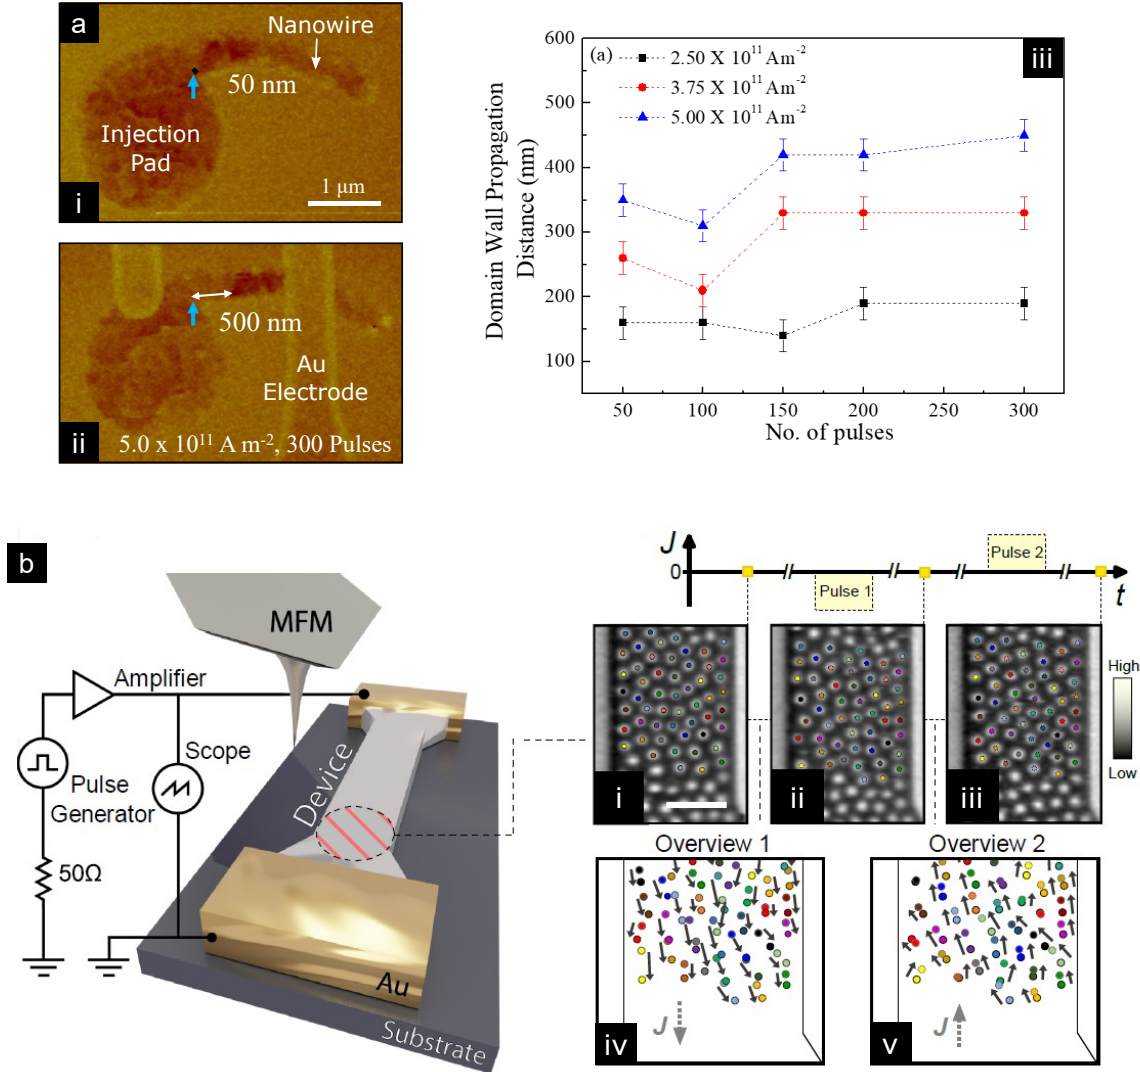 a
Nanowire
50 nm
Injection
Pad
1 μm
i
500 nm
Au
Electrode
ii
5.0 x 10¹¹ A m⁻², 300 Pulses
(a)
iii
2.50 X 10¹¹ Am⁻²
3.75 X 10¹¹ Am⁻²
5.00 X 10¹¹ Am⁻²
Domain Wall Propagation
Distance (nm)
600
500
400
300
200
100
50 100 150 200 250 300
No. of pulses
b
MFM
Amplifier
Scope
Pulse
Generator
50Ω
Device
Au
Substrate
J
0
Pulse 1
Pulse 2
t
i
ii
iii
High
Low
Overview 1
Overview 2
J
iv
J
v